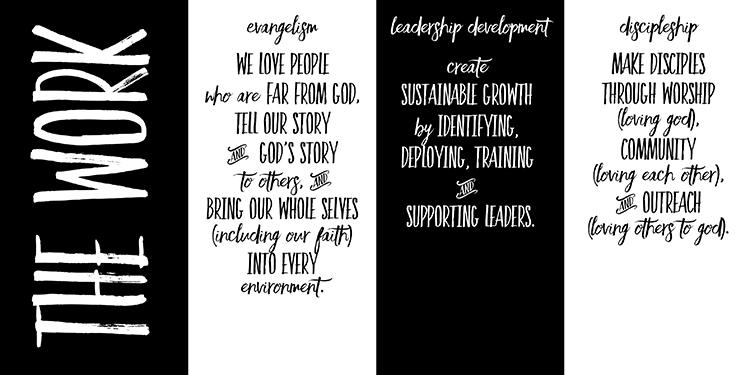 THE WORK
evangelism
WE LOVE PEOPLE
who are FAR FROM GOD,
TELL OUR STORY
AND GOD'S STORY
to others, AND
BRING OUR WHOLE SELVES
(including our faith)
INTO EVERY
environment.
leadership development
create
SUSTAINABLE GROWTH
by IDENTIFYING,
DEPLOYING, TRAINING
AND
SUPPORTING LEADERS.
discipleship
MAKE DISCIPLES
THROUGH WORSHIP
(loving god),
COMMUNITY
(loving each other),
AND OUTREACH
(loving others to god).